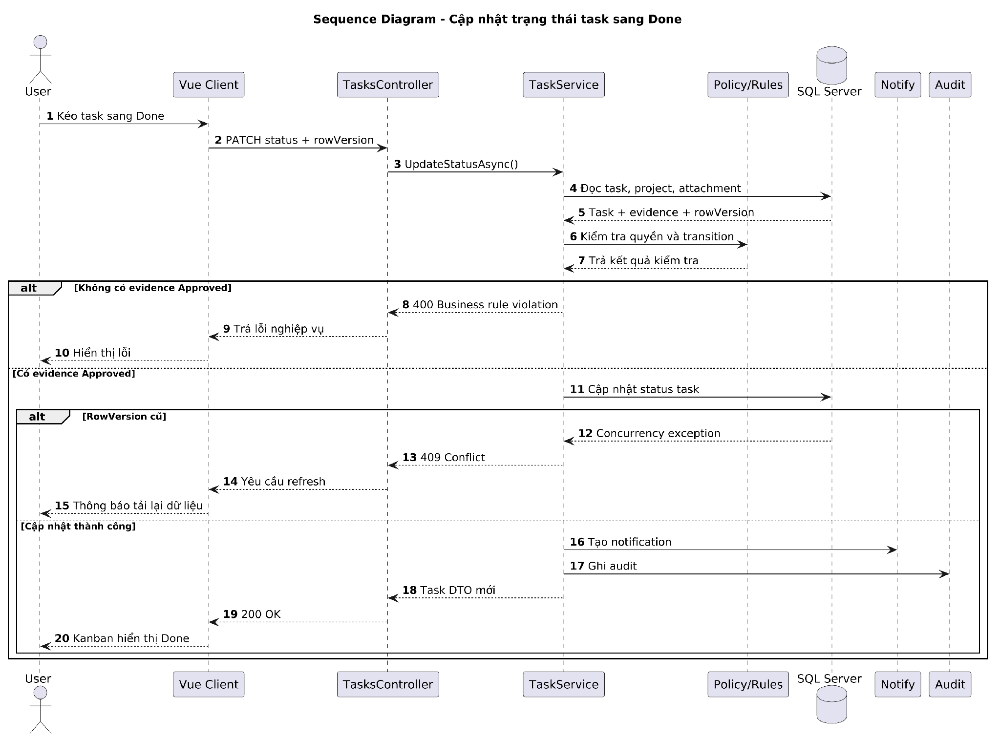 Sequence Diagram - Cập nhật trạng thái task sang Done
User
Vue Client
TasksController
TaskService
Policy/Rules
SQL Server
Notify
Audit
1 Kéo task sang Done
2 PATCH status + rowVersion
3 UpdateStatusAsync()
4 Đọc task, project, attachment
5 Task + evidence + rowVersion
6 Kiểm tra quyền và transition
7 Trả kết quả kiểm tra
alt [Không có evidence Approved]
8 400 Business rule violation
9 Trả lỗi nghiệp vụ
10 Hiển thị lỗi
[Có evidence Approved]
11 Cập nhật status task
alt [RowVersion cũ]
12 Concurrency exception
13 409 Conflict
14 Yêu cầu refresh
15 Thông báo tải lại dữ liệu
[Cập nhật thành công]
16 Tạo notification
17 Ghi audit
18 Task DTO mới
19 200 OK
20 Kanban hiển thị Done
User
Vue Client
TasksController
TaskService
Policy/Rules
SQL Server
Notify
Audit